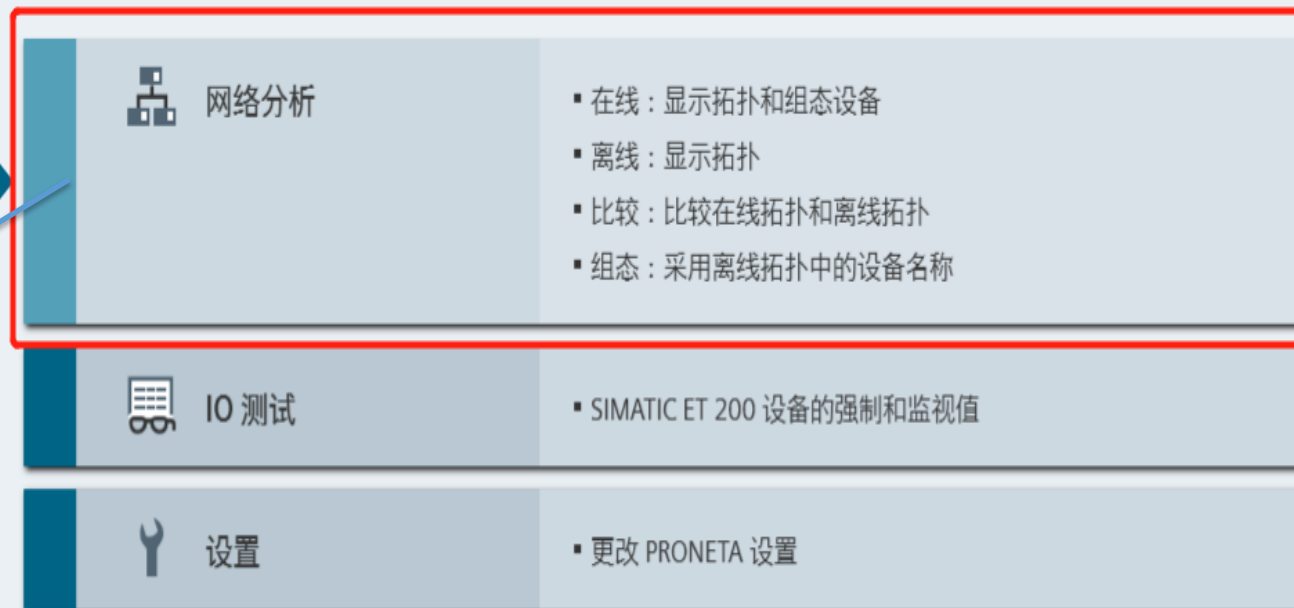 网络分析
▪ 在线：显示拓扑和组态设备
▪ 离线：显示拓扑
▪ 比较：比较在线拓扑和离线拓扑
▪ 组态：采用离线拓扑中的设备名称
IO 测试
▪ SIMATIC ET 200 设备的强制和监视值
设置
▪ 更改 PRONETA 设置